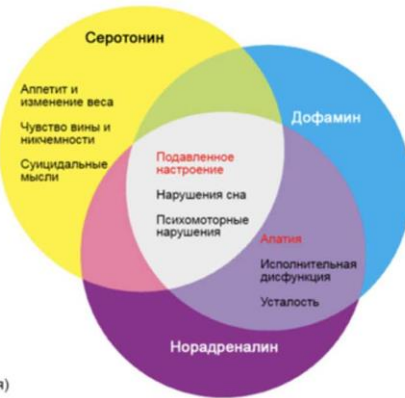 Серотонин
Аппетит и
изменение веса
Чувство вины и
никчемности
Суицидальные
мысли
Дофамин
Подавленное
настроение
Нарушения сна
Психомоторные
нарушения
Апатия
Исполнительная
дисфункция
Усталость
Норадреналин
я)